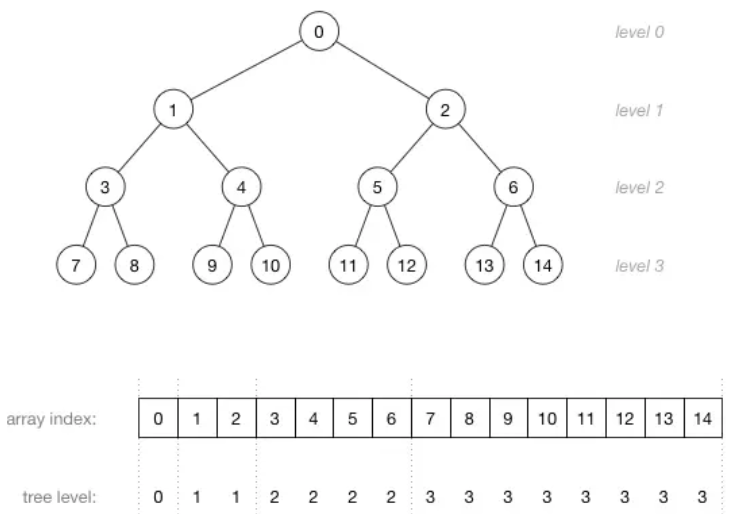 0 level 0
1 2 level 1
3 4 5 6 level 2
7 8 9 10 11 12 13 14 level 3
array index: 0 1 2 3 4 5 6 7 8 9 10 11 12 13 14
tree level: 0 1 1 2 2 2 2 3 3 3 3 3 3 3 3